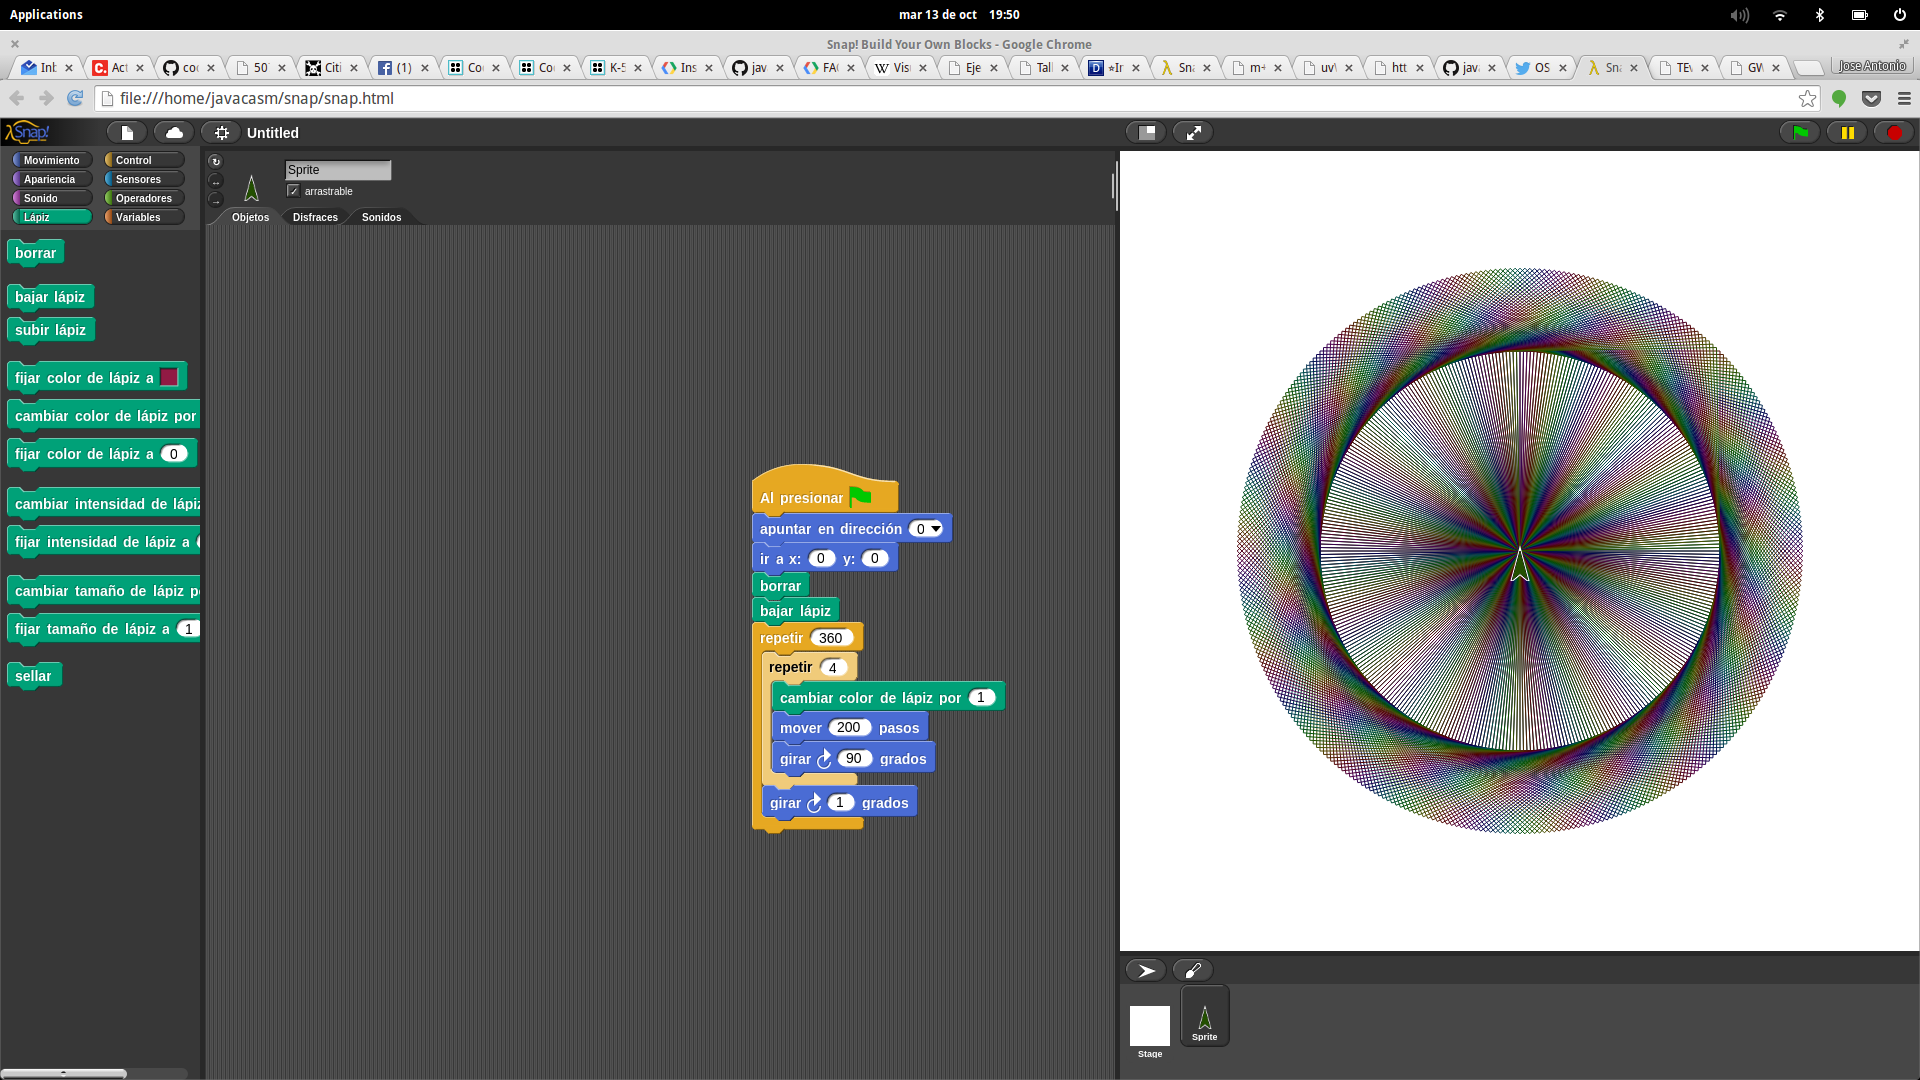 Applications
mar 13 de oct 19:50
Snap! Build Your Own Blocks - Google Chrome
Inb Act coc 50 Citi (1) Co Co K-5 Ins jav FAC Vis Eje Tall Ir Sna m+ uv htt java OS Sna TEV GW Jose Antonio
file:///home/javacasm/snap/snap.html
Snap! Untitled
Movimiento Control
Apariencia Sensores
Sonido Operadores
Lápiz Variables
Sprite
arrastrable
Objetos Disfraces Sonidos
borrar
bajar lápiz
subir lápiz
fijar color de lápiz a
cambiar color de lápiz por
fijar color de lápiz a 0
cambiar intensidad de lápiz
fijar intensidad de lápiz a
cambiar tamaño de lápiz p
fijar tamaño de lápiz a 1
sellar
Al presionar
apuntar en dirección 0
ir a x: 0 y: 0
borrar
bajar lápiz
repetir 360
repetir 4
cambiar color de lápiz por 1
mover 200 pasos
girar 90 grados
girar 1 grados
Sprite
Stage